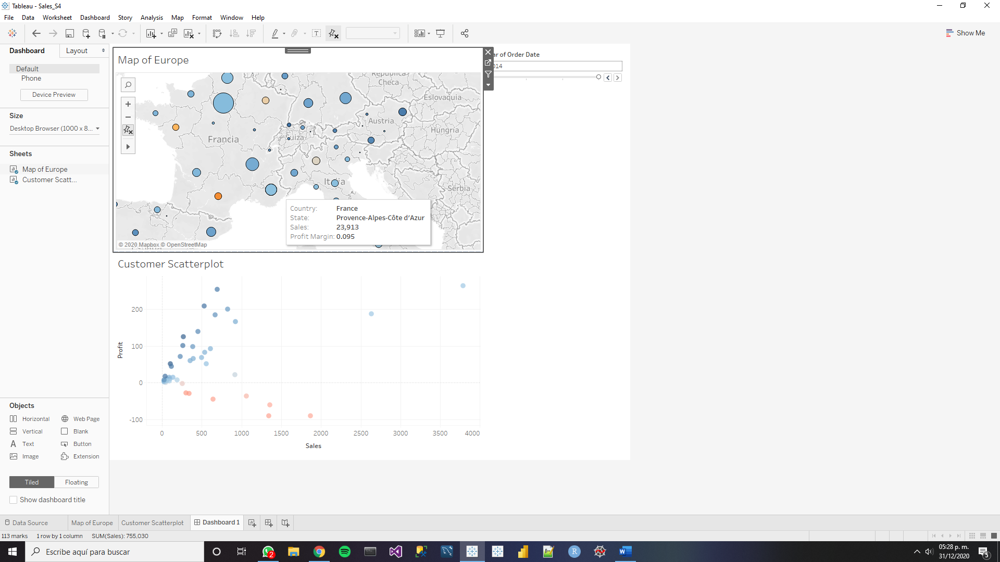 Tableau - Sales_S4
File Data Worksheet Dashboard Story Analysis Map Format Window Help
Show Me
Dashboard
Layout
Default
Phone
Device Preview
Size
Desktop Browser (1000 x 8...
Sheets
Map of Europe
Customer Scatt...
Objects
Horizontal Web Page
Vertical Blank
Text Button
Image Extension
Tiled Floating
Show dashboard title
Map of Europe
República
Checa
Eslovaquia
Austria
Hungría
Francia
Suiza
Italia
Serbia
Country: France
State: Provence-Alpes-Côte d’Azur
Sales: 23,913
Profit Margin: 0.095
© 2020 Mapbox © OpenStreetMap
ar of Order Date
014
Customer Scatterplot
Profit
200
100
0
-100
0 500 1000 1500 2000 2500 3000 3500 4000
Sales
Data Source Map of Europe Customer Scatterplot Dashboard 1
113 marks 1 row by 1 column SUM(Sales): 755,030
Escribe aquí para buscar
2
R
W
05:28 p. m.
31/12/2020
5